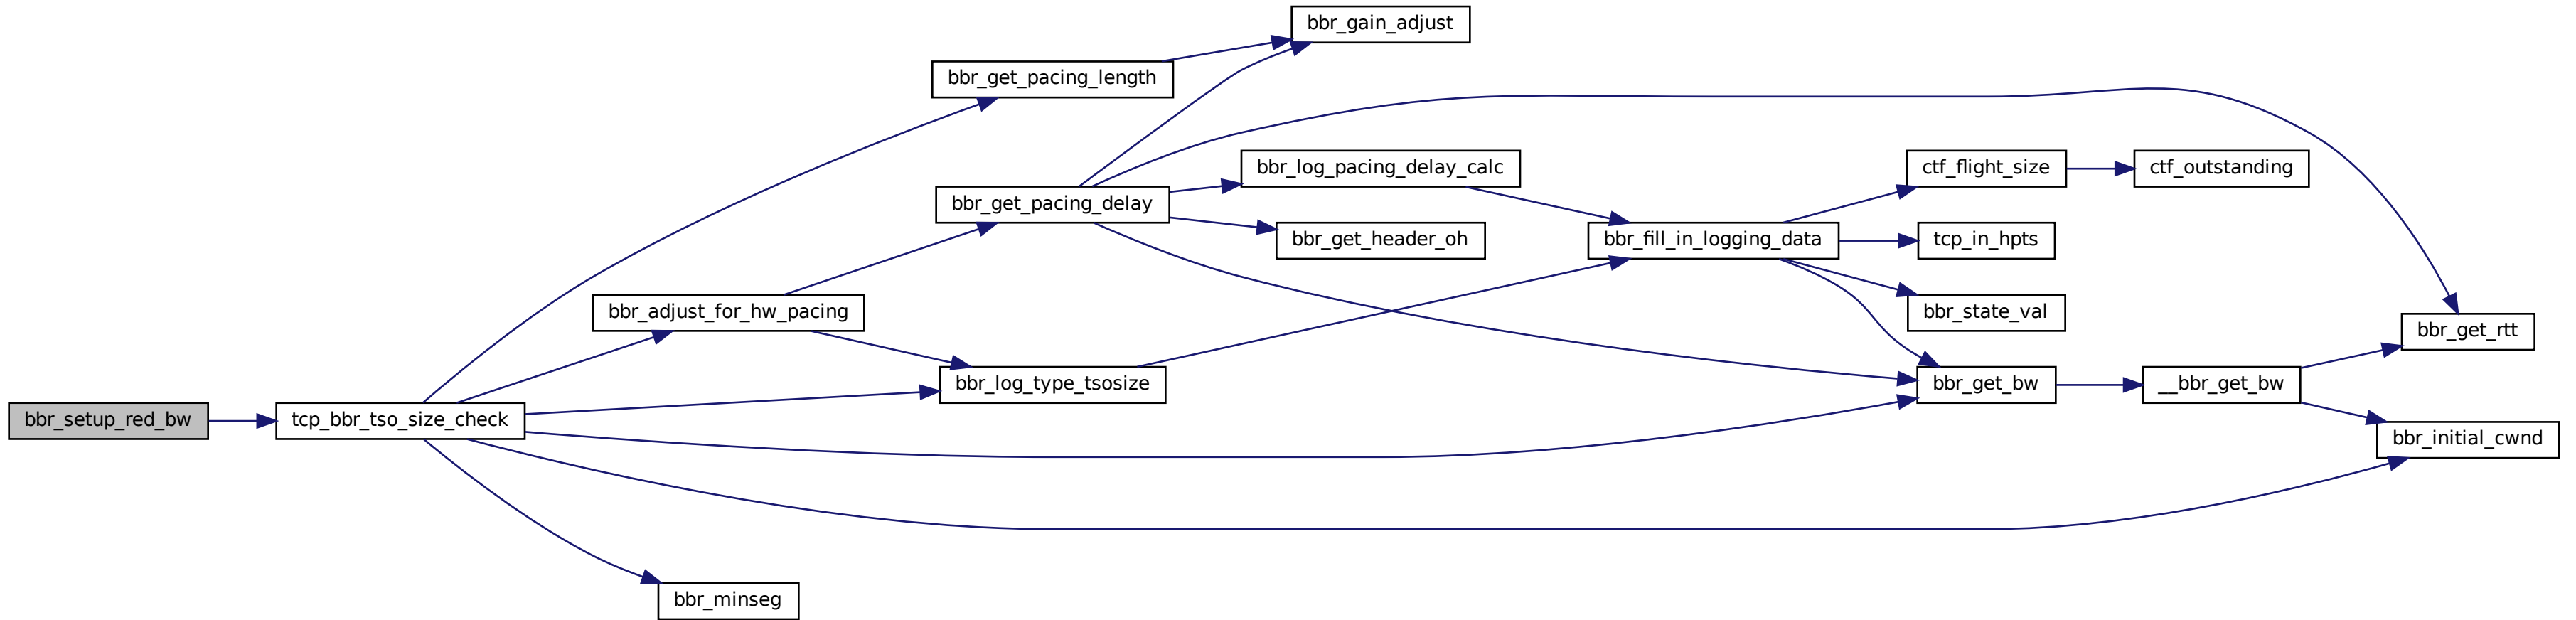 bbr_gain_adjust
bbr_get_pacing_length
bbr_log_pacing_delay_calc
ctf_flight_size
ctf_outstanding
bbr_get_pacing_delay
bbr_get_header_oh
bbr_fill_in_logging_data
tcp_in_hpts
bbr_adjust_for_hw_pacing
bbr_state_val
bbr_get_rtt
bbr_log_type_tsosize
bbr_get_bw
__bbr_get_bw
bbr_setup_red_bw
tcp_bbr_tso_size_check
bbr_initial_cwnd
bbr_minseg